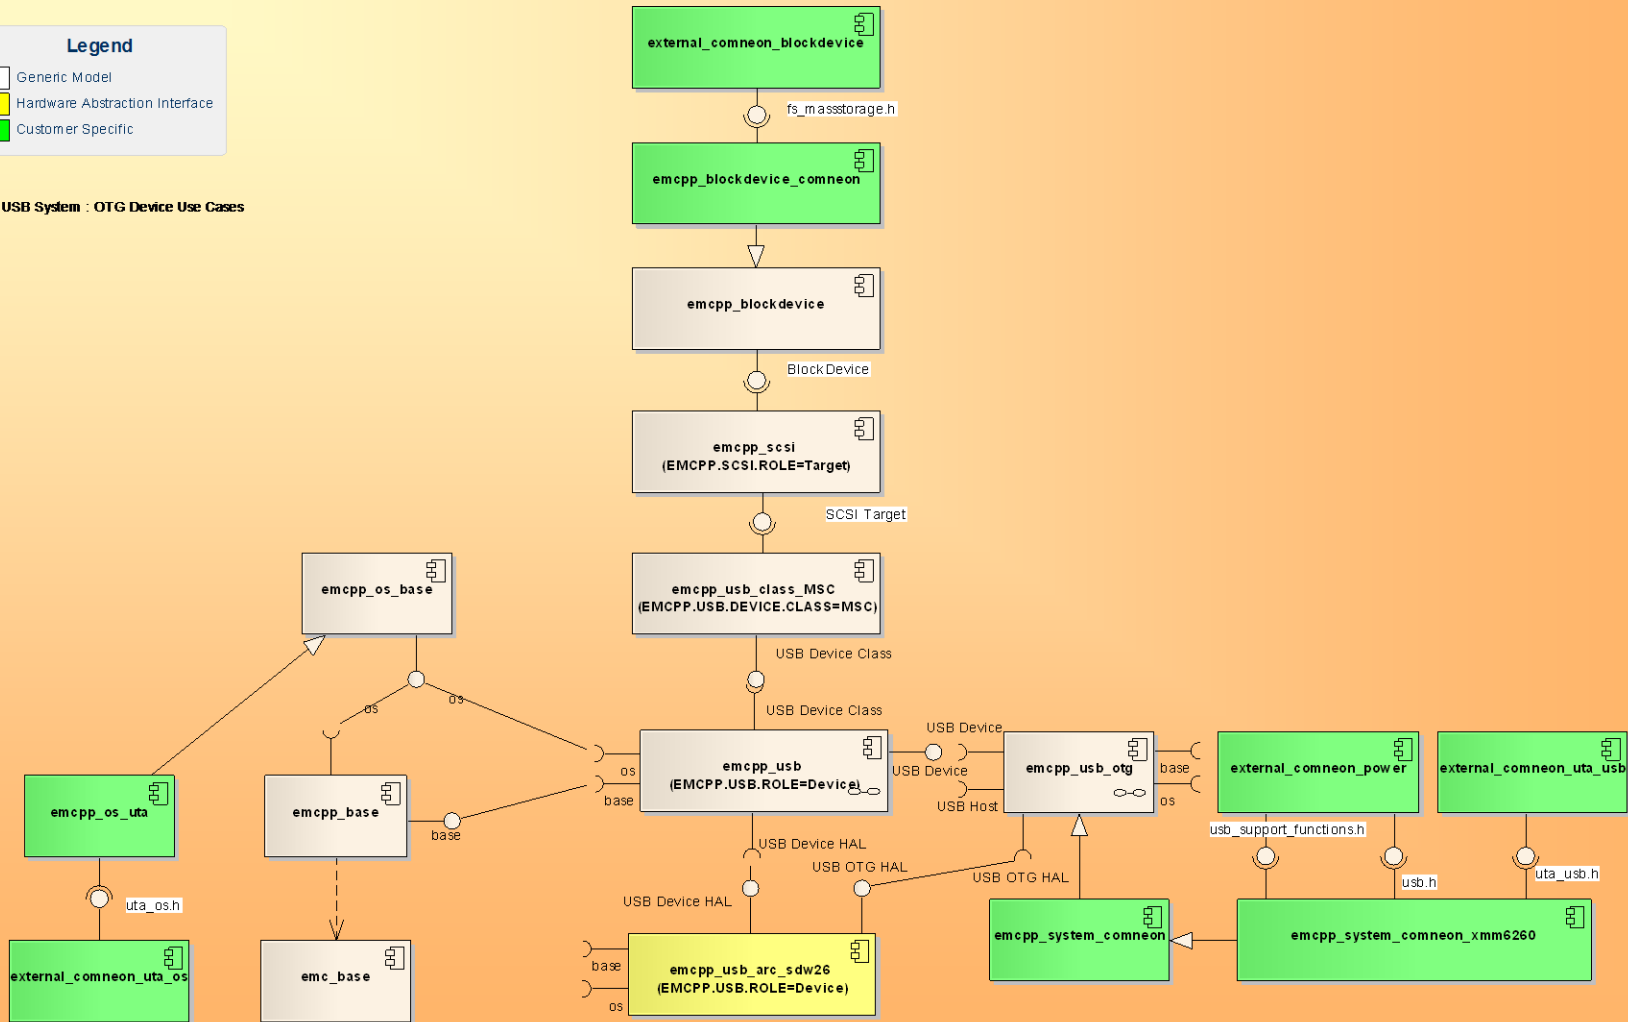 Legend
Generic Model
Hardware Abstraction Interface
Customer Specific
USB System : OTG Device Use Cases
external_comneon_blockdevice
fs_massstorage.h
emcpp_blockdevice_comneon
emcpp_blockdevice
BlockDevice
emcpp_scsi
(EMCPP.SCSI.ROLE=Target)
SCSI Target
emcpp_os_base
emcpp_usb_class_MSC
(EMCPP.USB.DEVICE.CLASS=MSC)
USB Device Class
os
os
USB Device Class
emcpp_usb
(EMCPP.USB.ROLE=Device)
os
base
USB Device
USB Device
USB Host
emcpp_usb_otg
base
os
external_comneon_power
external_comneon_uta_usb
emcpp_os_uta
emcpp_base
base
usb_support_functions.h
usb.h
uta_usb.h
USB Device HAL
USB OTG HAL
USB OTG HAL
USB Device HAL
uta_os.h
external_comneon_uta_os
emc_base
base
os
emcpp_usb_arc_sdw26
(EMCPP.USB.ROLE=Device)
emcpp_system_comneon
emcpp_system_comneon_xmm6260